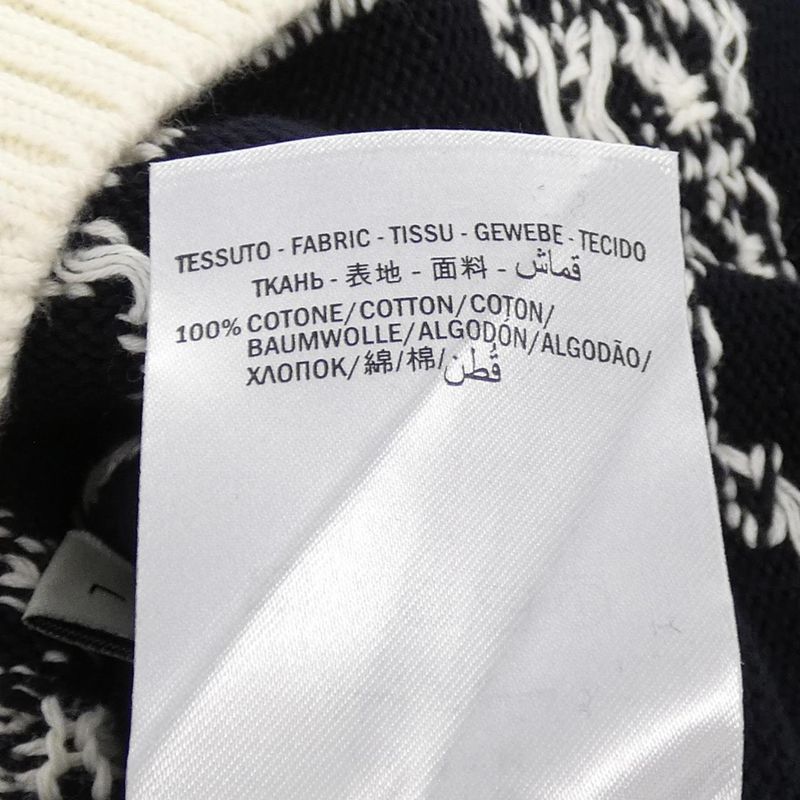 TESSUTO - FABRIC - TISSU - GEWEBE - TECIDO
ТКАНЬ - 表地 - 面料 - قماش
100% COTONE/COTTON/COTON/
BAUMWOLLE/ALGODÓN/ALGODÃO/
ХЛОПОК/綿/棉/قطن